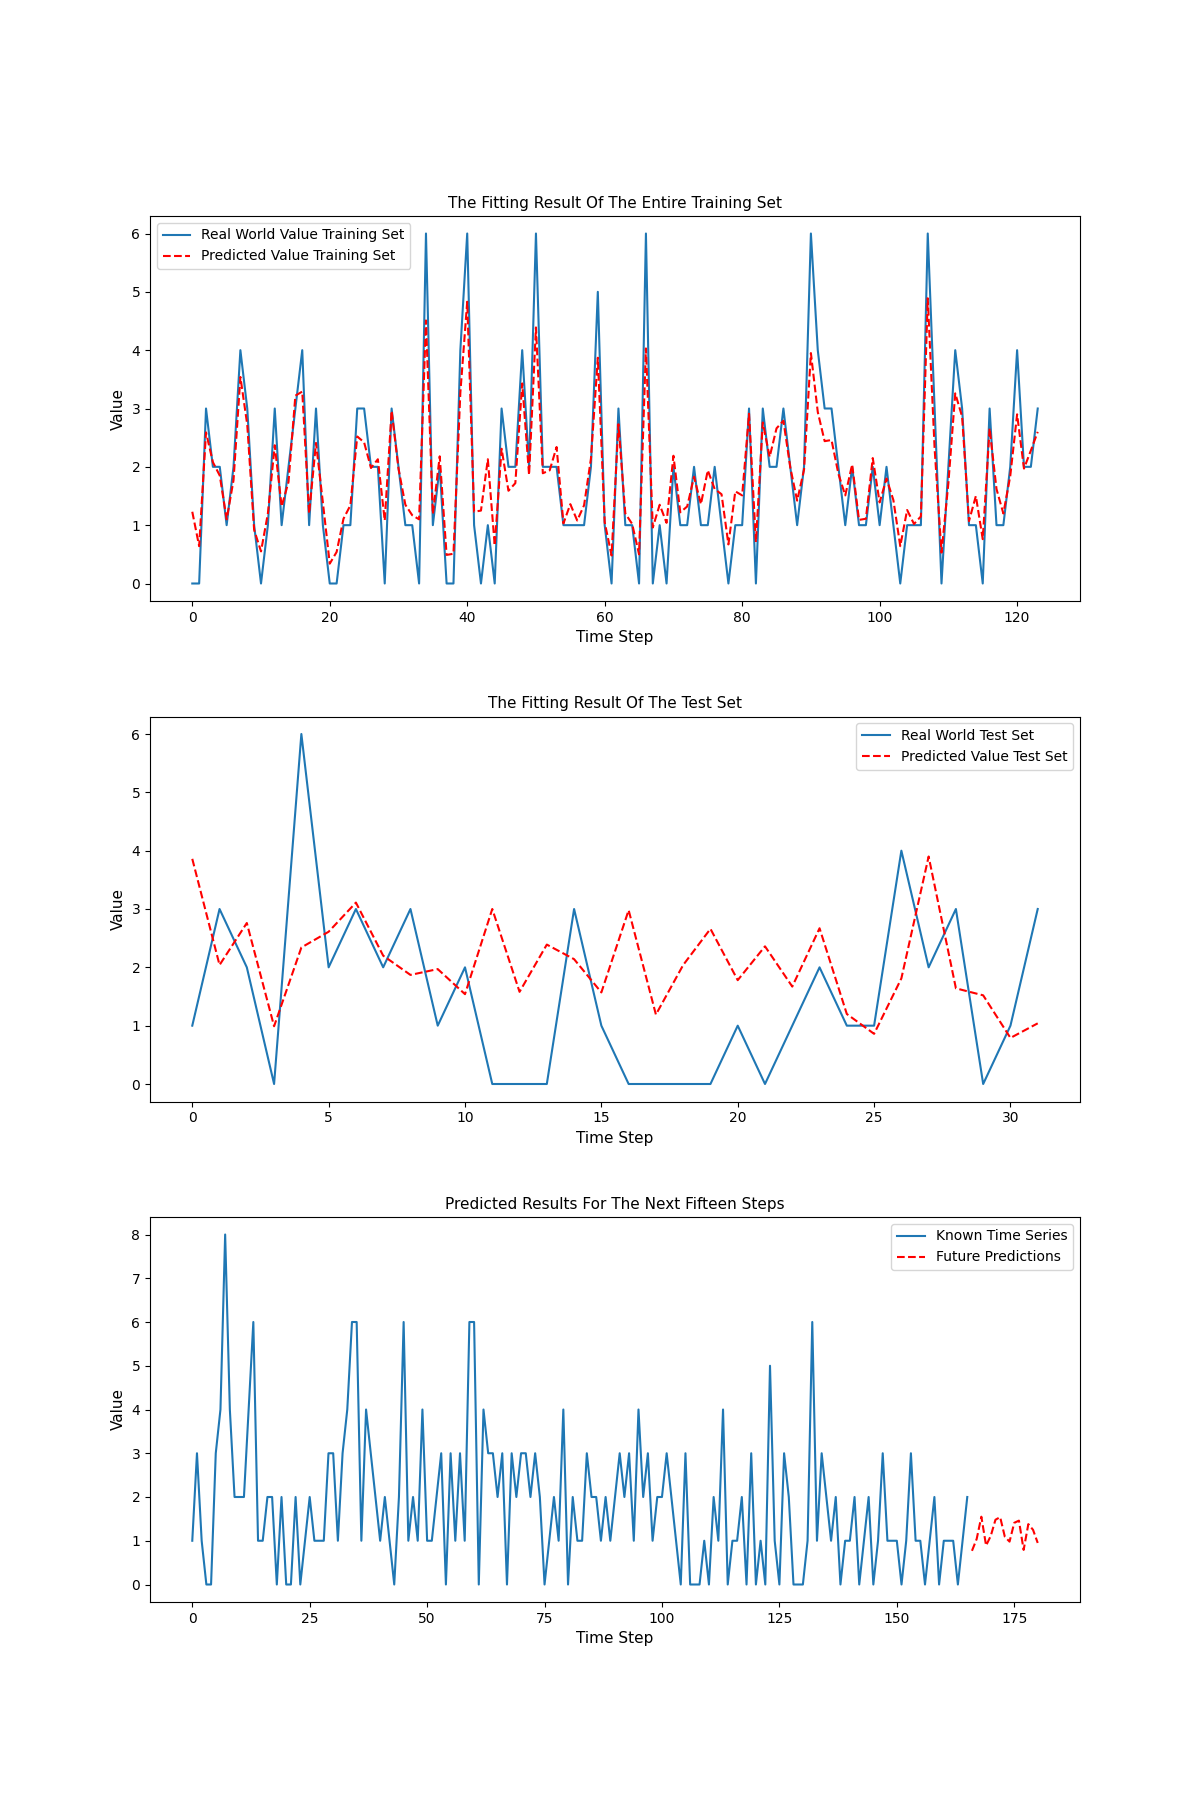 The Fitting Result Of The Entire Training Set
Real World Value Training Set
Predicted Value Training Set
6
5
4
3
2
1
0
Value
0 20 40 60 80 100 120
Time Step
The Fitting Result Of The Test Set
Real World Test Set
Predicted Value Test Set
6
5
4
3
2
1
0
Value
0 5 10 15 20 25 30
Time Step
Predicted Results For The Next Fifteen Steps
Known Time Series
Future Predictions
8
7
6
5
4
3
2
1
0
Value
0 25 50 75 100 125 150 175
Time Step